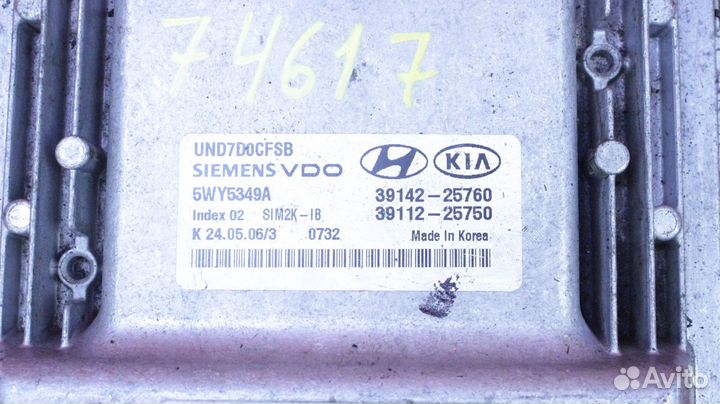 74617
UND7D0CFSB
SIEMENS VDO
KIA
5WY5349A
39142-25760
Index 02 SIM2K-IB
39112-25750
K 24.05.06/3 0732
Made In Korea
Avito